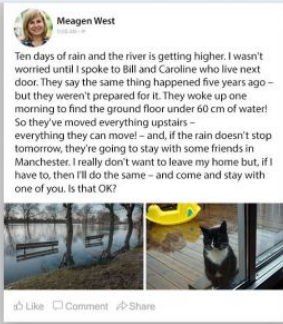 Meagen West
Ten days of rain and the river is getting higher. I wasn't
worried until I spoke to Bill and Caroline who live next
door. They say the same thing happened five years ago –
but they weren't prepared for it. They woke up one
morning to find the ground floor under 60 cm of water!
So they've moved everything upstairs –
everything they can move! – and, if the rain doesn't stop
tomorrow, they're going to stay with some friends in
Manchester. I really don't want to leave my home but, if I
have to, then I'll do the same – and come and stay with
one of you. Is that OK?
Like Comment Share